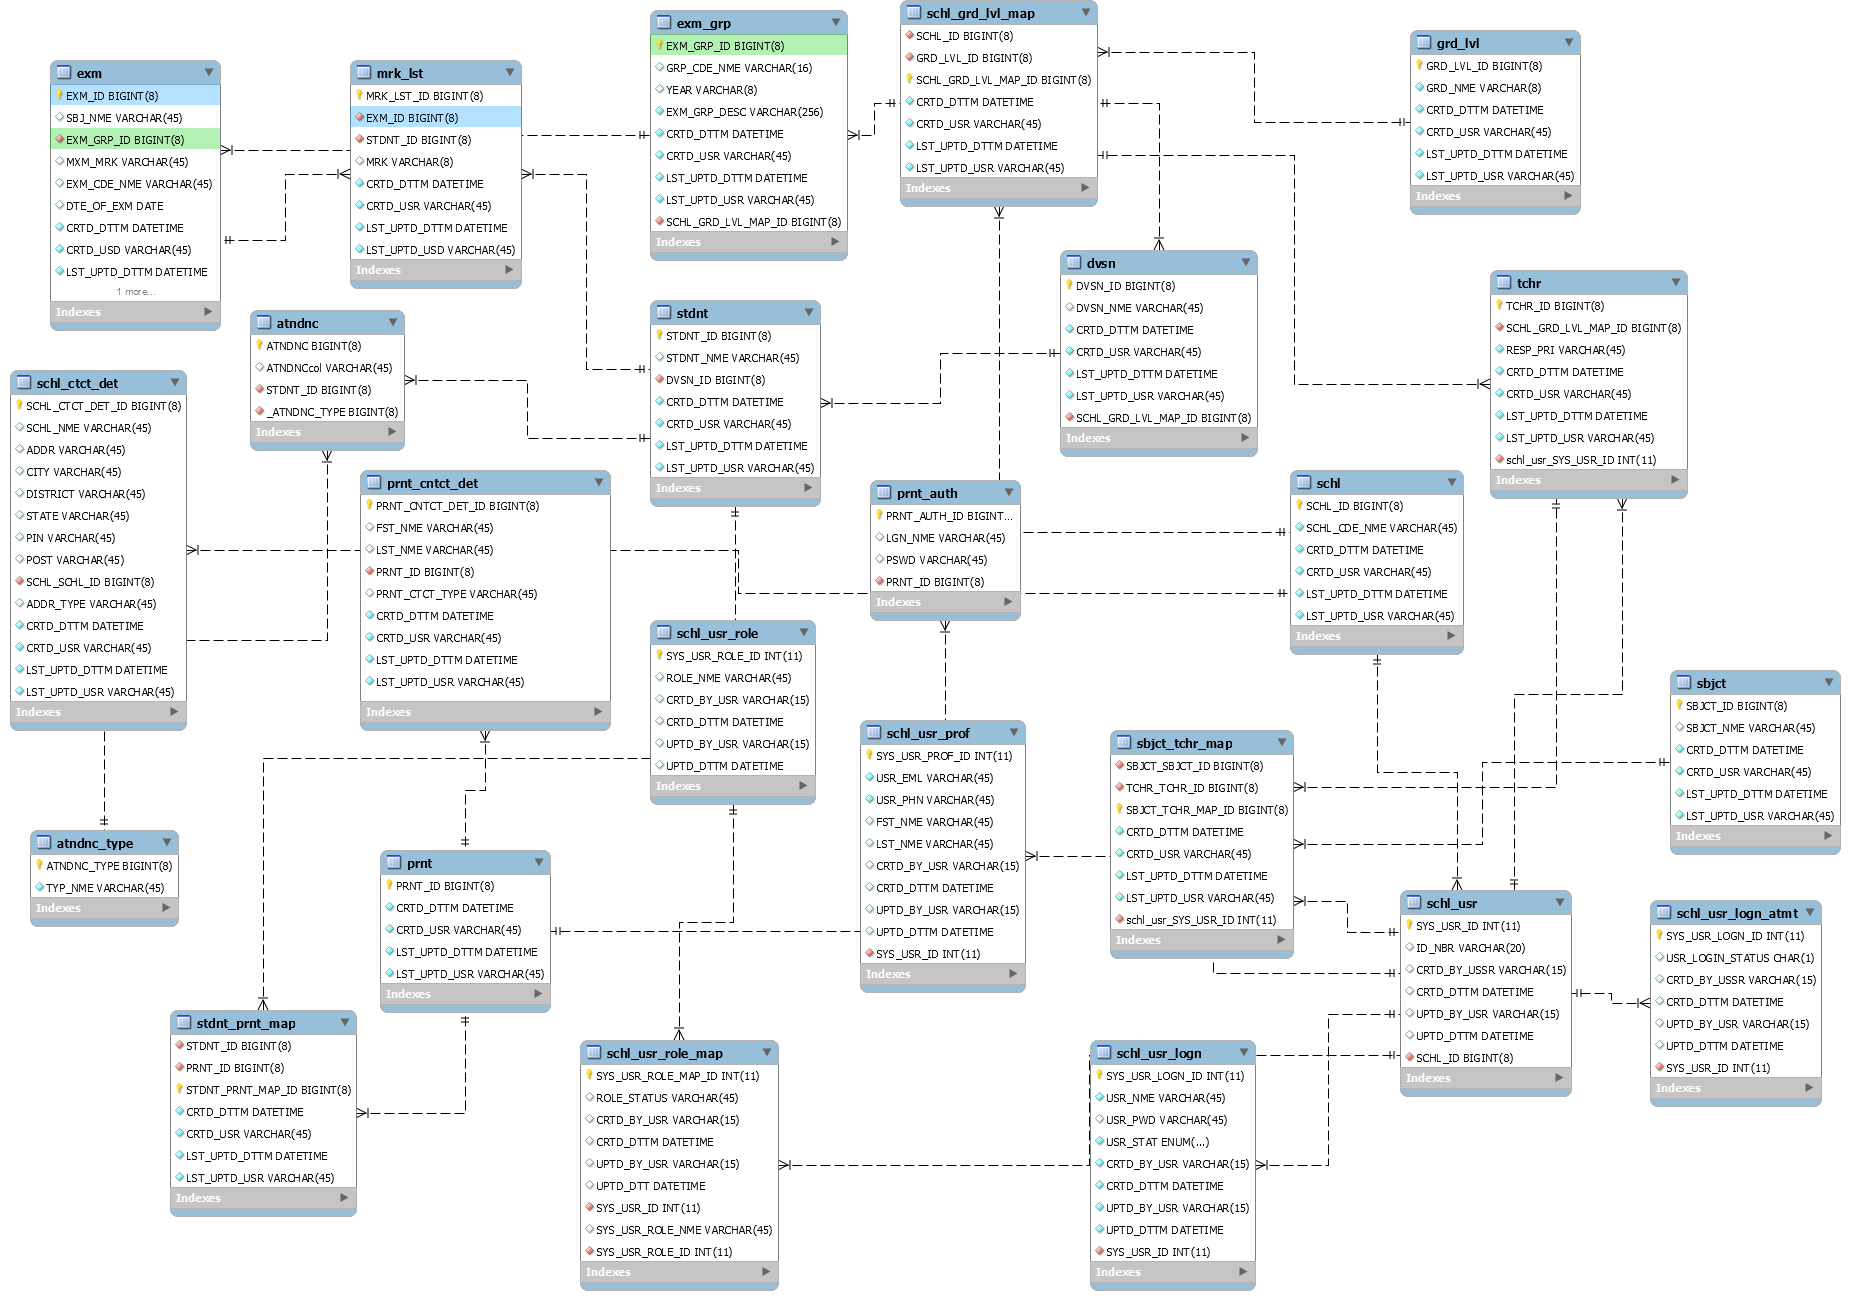 exm
EXM_ID BIGINT(8)
SBJ_NME VARCHAR(45)
EXM_GRP_ID BIGINT(8)
MXM_MRK VARCHAR(45)
EXM_CDE_NME VARCHAR(45)
DTE_OF_EXM DATE
CRTD_DTTM DATETIME
CRTD_USD VARCHAR(45)
LST_UPTD_DTTM DATETIME
1 more...
Indexes
mrk_lst
MRK_LST_ID BIGINT(8)
EXM_ID BIGINT(8)
STDNT_ID BIGINT(8)
MRK VARCHAR(8)
CRTD_DTTM DATETIME
CRTD_USR VARCHAR(45)
LST_UPTD_DTTM DATETIME
LST_UPTD_USD VARCHAR(45)
Indexes
exm_grp
EXM_GRP_ID BIGINT(8)
GRP_CDE_NME VARCHAR(16)
YEAR VARCHAR(8)
EXM_GRP_DESC VARCHAR(256)
CRTD_DTTM DATETIME
CRTD_USR VARCHAR(45)
LST_UPTD_DTTM DATETIME
LST_UPTD_USR VARCHAR(45)
SCHL_GRD_LVL_MAP_ID BIGINT(8)
Indexes
schl_grd_lvl_map
SCHL_ID BIGINT(8)
GRD_LVL_ID BIGINT(8)
SCHL_GRD_LVL_MAP_ID BIGINT(8)
CRTD_DTTM DATETIME
CRTD_USR VARCHAR(45)
LST_UPTD_DTTM DATETIME
LST_UPTD_USR VARCHAR(45)
Indexes
grd_lvl
GRD_LVL_ID BIGINT(8)
GRD_NME VARCHAR(8)
CRTD_DTTM DATETIME
CRTD_USR VARCHAR(45)
LST_UPTD_DTTM DATETIME
LST_UPTD_USR VARCHAR(45)
Indexes
atndnc
ATNDNC BIGINT(8)
ATNDNCcol VARCHAR(45)
STDNT_ID BIGINT(8)
_ATNDNC_TYPE BIGINT(8)
Indexes
stdnt
STDNT_ID BIGINT(8)
STDNT_NME VARCHAR(45)
DVSN_ID BIGINT(8)
CRTD_DTTM DATETIME
CRTD_USR VARCHAR(45)
LST_UPTD_DTTM DATETIME
LST_UPTD_USR VARCHAR(45)
Indexes
dvsn
DVSN_ID BIGINT(8)
DVSN_NME VARCHAR(45)
CRTD_DTTM DATETIME
CRTD_USR VARCHAR(45)
LST_UPTD_DTTM DATETIME
LST_UPTD_USR VARCHAR(45)
SCHL_GRD_LVL_MAP_ID BIGINT(8)
Indexes
tchr
TCHR_ID BIGINT(8)
SCHL_GRD_LVL_MAP_ID BIGINT(8)
RESP_PRI VARCHAR(45)
CRTD_DTTM DATETIME
CRTD_USR VARCHAR(45)
LST_UPTD_DTTM DATETIME
LST_UPTD_USR VARCHAR(45)
schl_usr_SYS_USR_ID INT(11)
Indexes
schl_ctct_det
SCHL_CTCT_DET_ID BIGINT(8)
SCHL_NME VARCHAR(45)
ADDR VARCHAR(45)
CITY VARCHAR(45)
DISTRICT VARCHAR(45)
STATE VARCHAR(45)
PIN VARCHAR(45)
POST VARCHAR(45)
SCHL_SCHL_ID BIGINT(8)
ADDR_TYPE VARCHAR(45)
CRTD_DTTM DATETIME
CRTD_USR VARCHAR(45)
LST_UPTD_DTTM DATETIME
LST_UPTD_USR VARCHAR(45)
Indexes
prnt_cntct_det
PRNT_CNTCT_DET_ID BIGINT(8)
FST_NME VARCHAR(45)
LST_NME VARCHAR(45)
PRNT_ID BIGINT(8)
PRNT_CTCT_TYPE VARCHAR(45)
CRTD_DTTM DATETIME
CRTD_USR VARCHAR(45)
LST_UPTD_DTTM DATETIME
LST_UPTD_USR VARCHAR(45)
Indexes
prnt_auth
PRNT_AUTH_ID BIGINT...
LGN_NME VARCHAR(45)
PSWD VARCHAR(45)
PRNT_ID BIGINT(8)
Indexes
schl
SCHL_ID BIGINT(8)
SCHL_CDE_NME VARCHAR(45)
CRTD_DTTM DATETIME
CRTD_USR VARCHAR(45)
LST_UPTD_DTTM DATETIME
LST_UPTD_USR VARCHAR(45)
Indexes
schl_usr_role
SYS_USR_ROLE_ID INT(11)
ROLE_NME VARCHAR(45)
CRTD_BY_USR VARCHAR(15)
CRTD_DTTM DATETIME
UPTD_BY_USR VARCHAR(15)
UPTD_DTTM DATETIME
Indexes
schl_usr_prof
SYS_USR_PROF_ID INT(11)
USR_EML VARCHAR(45)
USR_PHN VARCHAR(45)
FST_NME VARCHAR(45)
LST_NME VARCHAR(45)
CRTD_BY_USR VARCHAR(15)
CRTD_DTTM DATETIME
UPTD_BY_USR VARCHAR(15)
UPTD_DTTM DATETIME
SYS_USR_ID INT(11)
Indexes
sbjct_tchr_map
SBJCT_SBJCT_ID BIGINT(8)
TCHR_TCHR_ID BIGINT(8)
SBJCT_TCHR_MAP_ID BIGINT(8)
CRTD_DTTM DATETIME
CRTD_USR VARCHAR(45)
LST_UPTD_DTTM DATETIME
LST_UPTD_USR VARCHAR(45)
schl_usr_SYS_USR_ID INT(11)
Indexes
sbjct
SBJCT_ID BIGINT(8)
SBJCT_NME VARCHAR(45)
CRTD_DTTM DATETIME
CRTD_USR VARCHAR(45)
LST_UPTD_DTTM DATETIME
LST_UPTD_USR VARCHAR(45)
Indexes
atndnc_type
ATNDNC_TYPE BIGINT(8)
TYP_NME VARCHAR(45)
Indexes
prnt
PRNT_ID BIGINT(8)
CRTD_DTTM DATETIME
CRTD_USR VARCHAR(45)
LST_UPTD_DTTM DATETIME
LST_UPTD_USR VARCHAR(45)
Indexes
schl_usr
SYS_USR_ID INT(11)
ID_NBR VARCHAR(20)
CRTD_BY_USSR VARCHAR(15)
CRTD_DTTM DATETIME
UPTD_BY_USR VARCHAR(15)
UPTD_DTTM DATETIME
SCHL_ID BIGINT(8)
Indexes
schl_usr_logn_atmt
SYS_USR_LOGN_ID INT(11)
USR_LOGIN_STATUS CHAR(1)
CRTD_BY_USSR VARCHAR(15)
CRTD_DTTM DATETIME
UPTD_BY_USR VARCHAR(15)
UPTD_DTTM DATETIME
SYS_USR_ID INT(11)
Indexes
stdnt_prnt_map
STDNT_ID BIGINT(8)
PRNT_ID BIGINT(8)
STDNT_PRNT_MAP_ID BIGINT(8)
CRTD_DTTM DATETIME
CRTD_USR VARCHAR(45)
LST_UPTD_DTTM DATETIME
LST_UPTD_USR VARCHAR(45)
Indexes
schl_usr_role_map
SYS_USR_ROLE_MAP_ID INT(11)
ROLE_STATUS VARCHAR(45)
CRTD_BY_USR VARCHAR(15)
CRTD_DTTM DATETIME
UPTD_BY_USR VARCHAR(15)
UPTD_DTT DATETIME
SYS_USR_ID INT(11)
SYS_USR_ROLE_NME VARCHAR(45)
SYS_USR_ROLE_ID INT(11)
Indexes
schl_usr_logn
SYS_USR_LOGN_ID INT(11)
USR_NME VARCHAR(45)
USR_PWD VARCHAR(45)
USR_STAT ENUM(...)
CRTD_BY_USR VARCHAR(15)
CRTD_DTTM DATETIME
UPTD_BY_USR VARCHAR(15)
UPTD_DTTM DATETIME
SYS_USR_ID INT(11)
Indexes